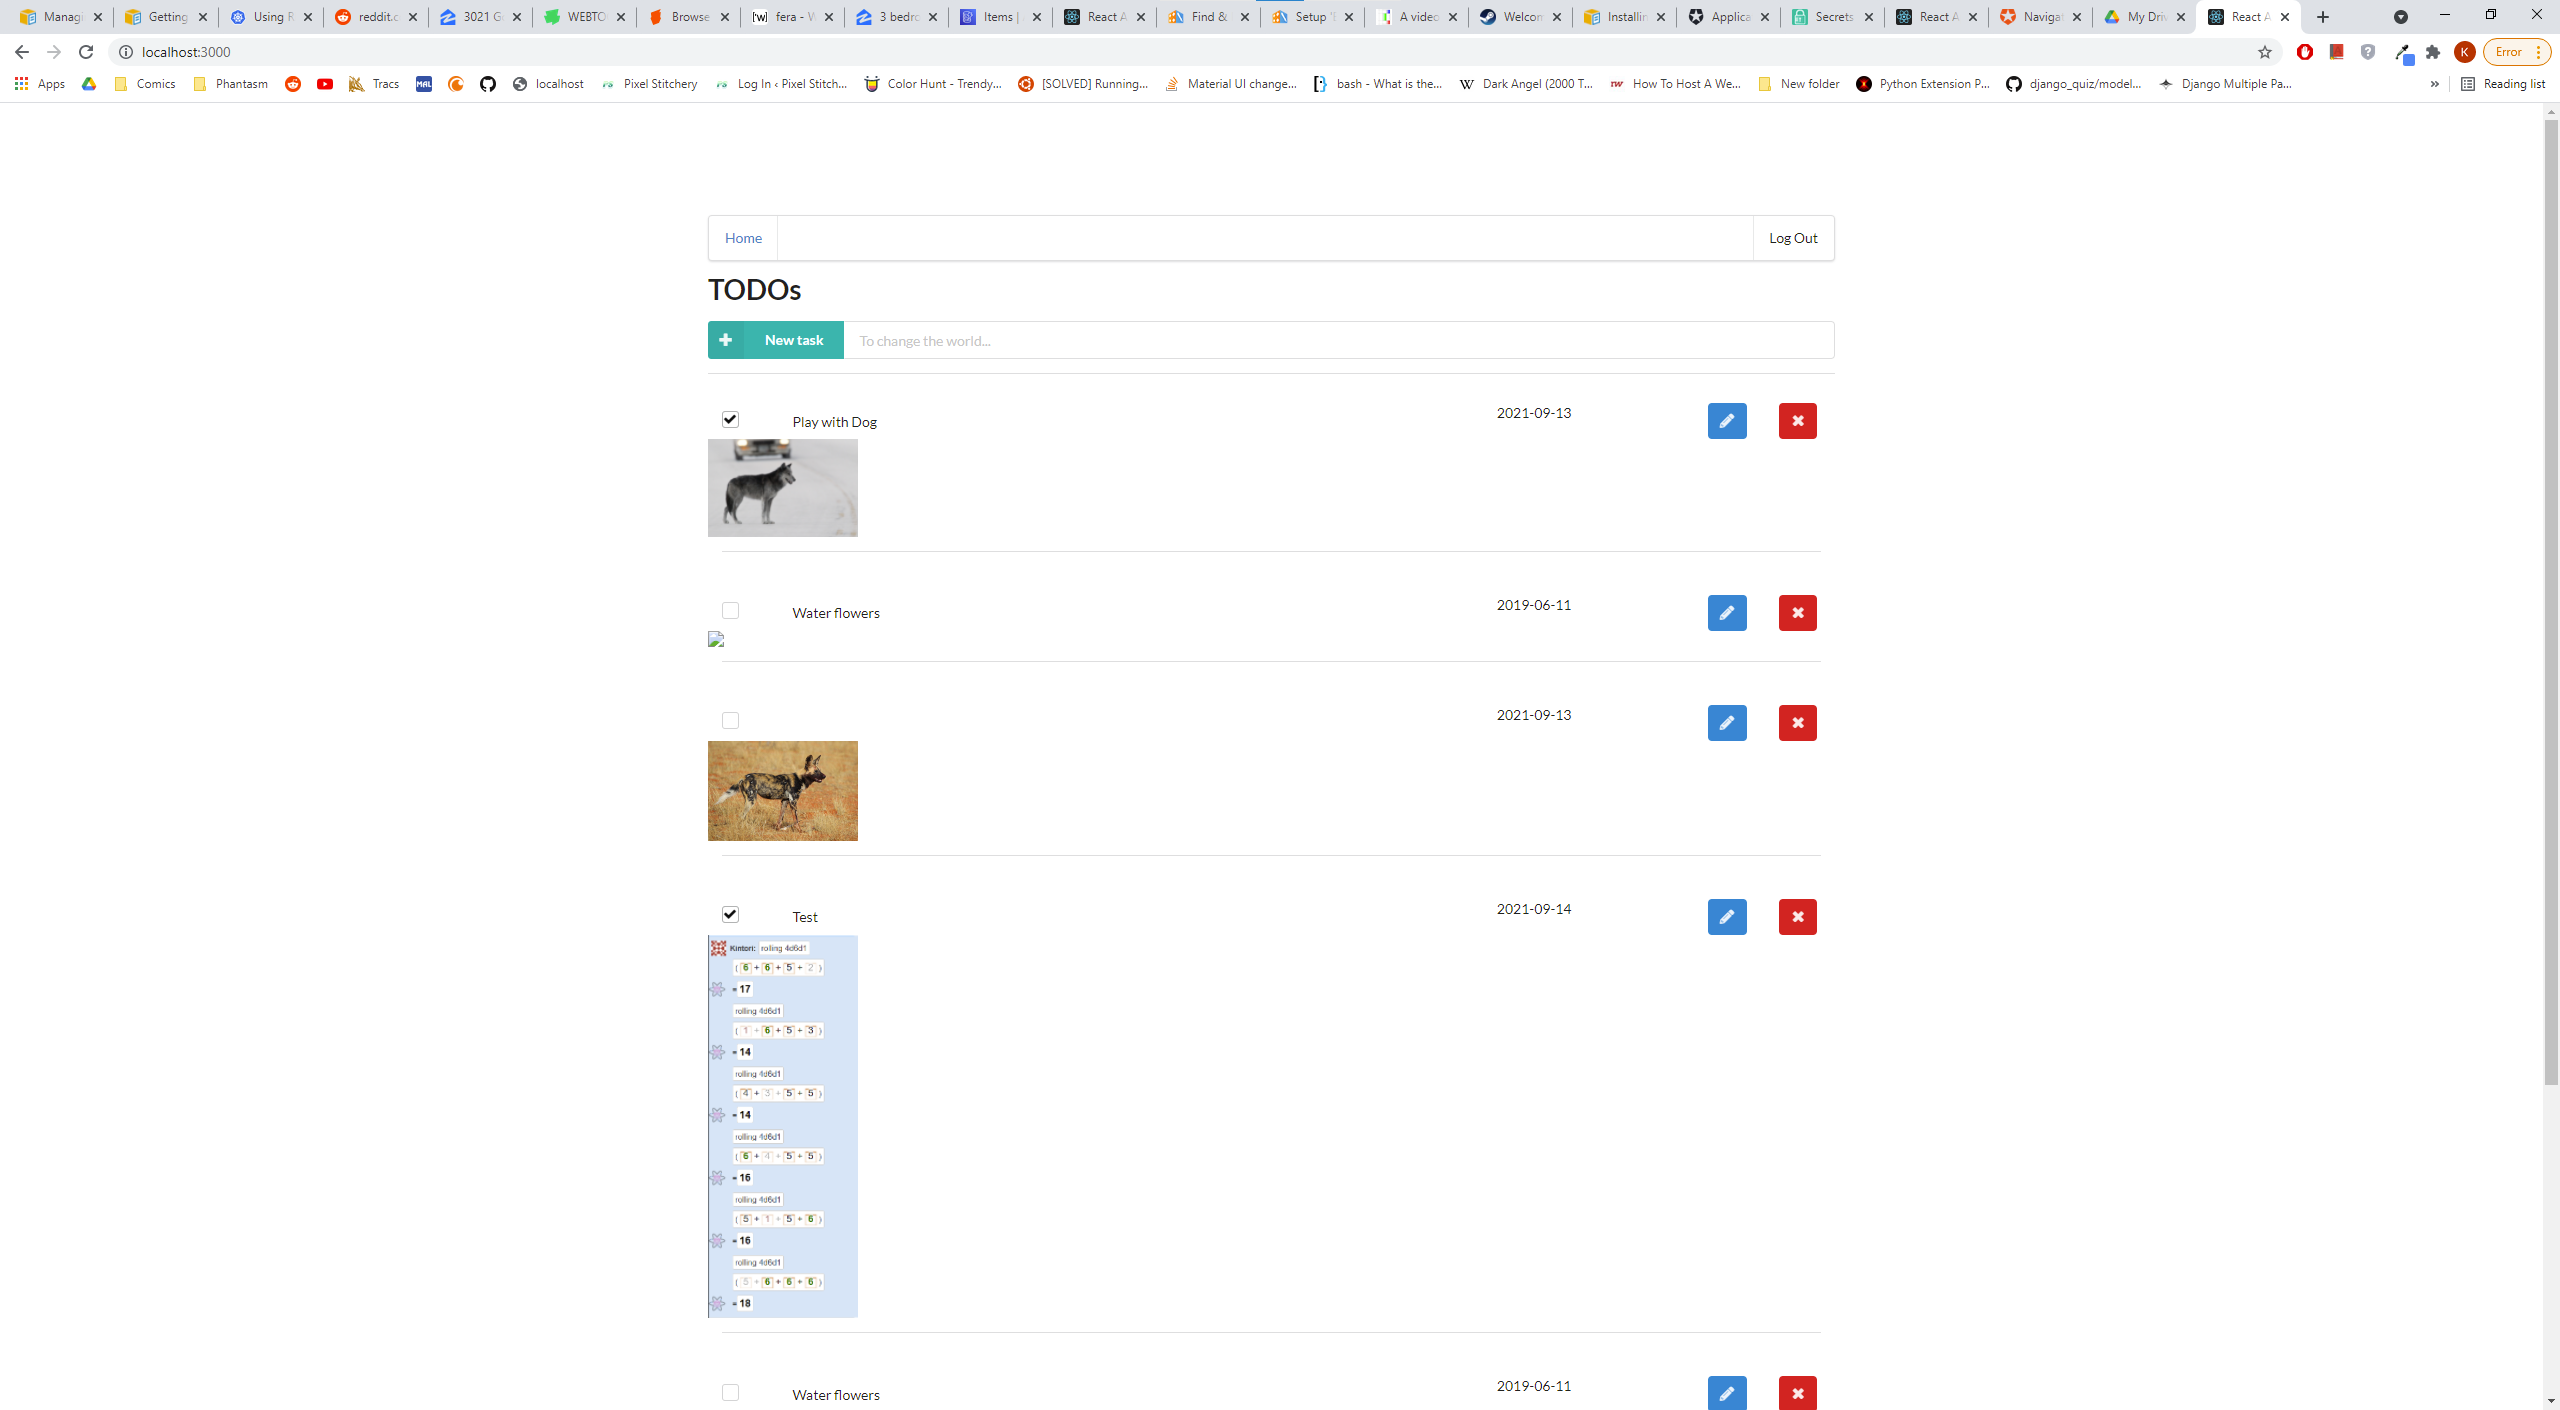 Managi Getting Using R reddit.c 3021 G WEBTO Browse fera - W 3 bedro Items | React A Find & Setup 'E A video Welcom Installin Applica Secrets React A Navigat My Driv React A
localhost:3000 Error
Apps Comics Phantasm Tracs MAL localhost Pixel Stitchery Log In ‹ Pixel Stitch... Color Hunt - Trendy... [SOLVED] Running... Material UI change... bash - What is the... Dark Angel (2000 T... How To Host A We... New folder Python Extension P... django_quiz/model... Django Multiple Pa... » Reading list
Home Log Out
TODOs
New task To change the world...
Play with Dog 2021-09-13
Water flowers 2019-06-11
2021-09-13
Test 2021-09-14
Kintori: rolling 4d6d1
(6+6+5+2)
=17
rolling 4d6d1
(1+6+5+3)
=14
rolling 4d6d1
(4+3+5+5)
=14
rolling 4d6d1
(6+4+5+5)
=16
rolling 4d6d1
(5+1+5+6)
=16
rolling 4d6d1
(5+6+6+6)
=18
Water flowers 2019-06-11